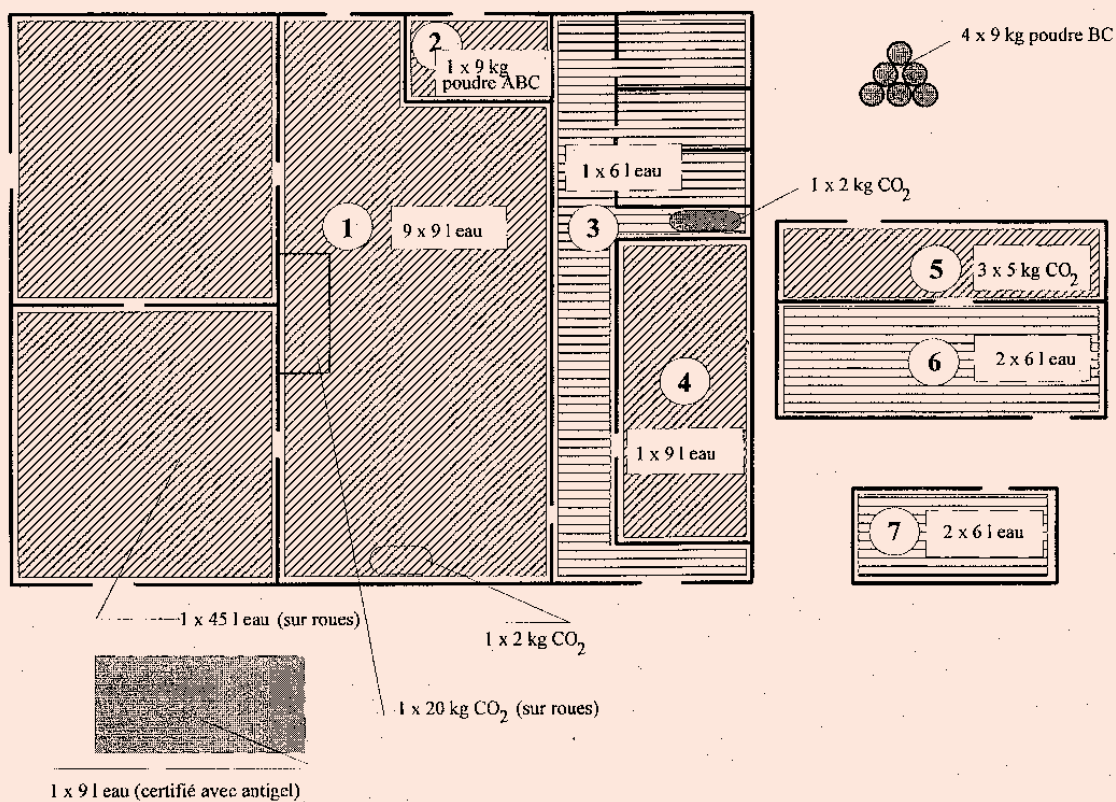 4 x 9 kg poudre BC
2
1 x 9 kg
poudre ABC
1 x 6 l eau
1 x 2 kg CO2
1
9 x 9 l eau
3
5
3 x 5 kg CO2
6
2 x 6 l eau
4
1 x 9 l eau
7
2 x 6 l eau
1 x 45 l eau (sur roues)
1 x 2 kg CO2
1 x 20 kg CO2 (sur roues)
1 x 9 l eau (certifié avec antigel)